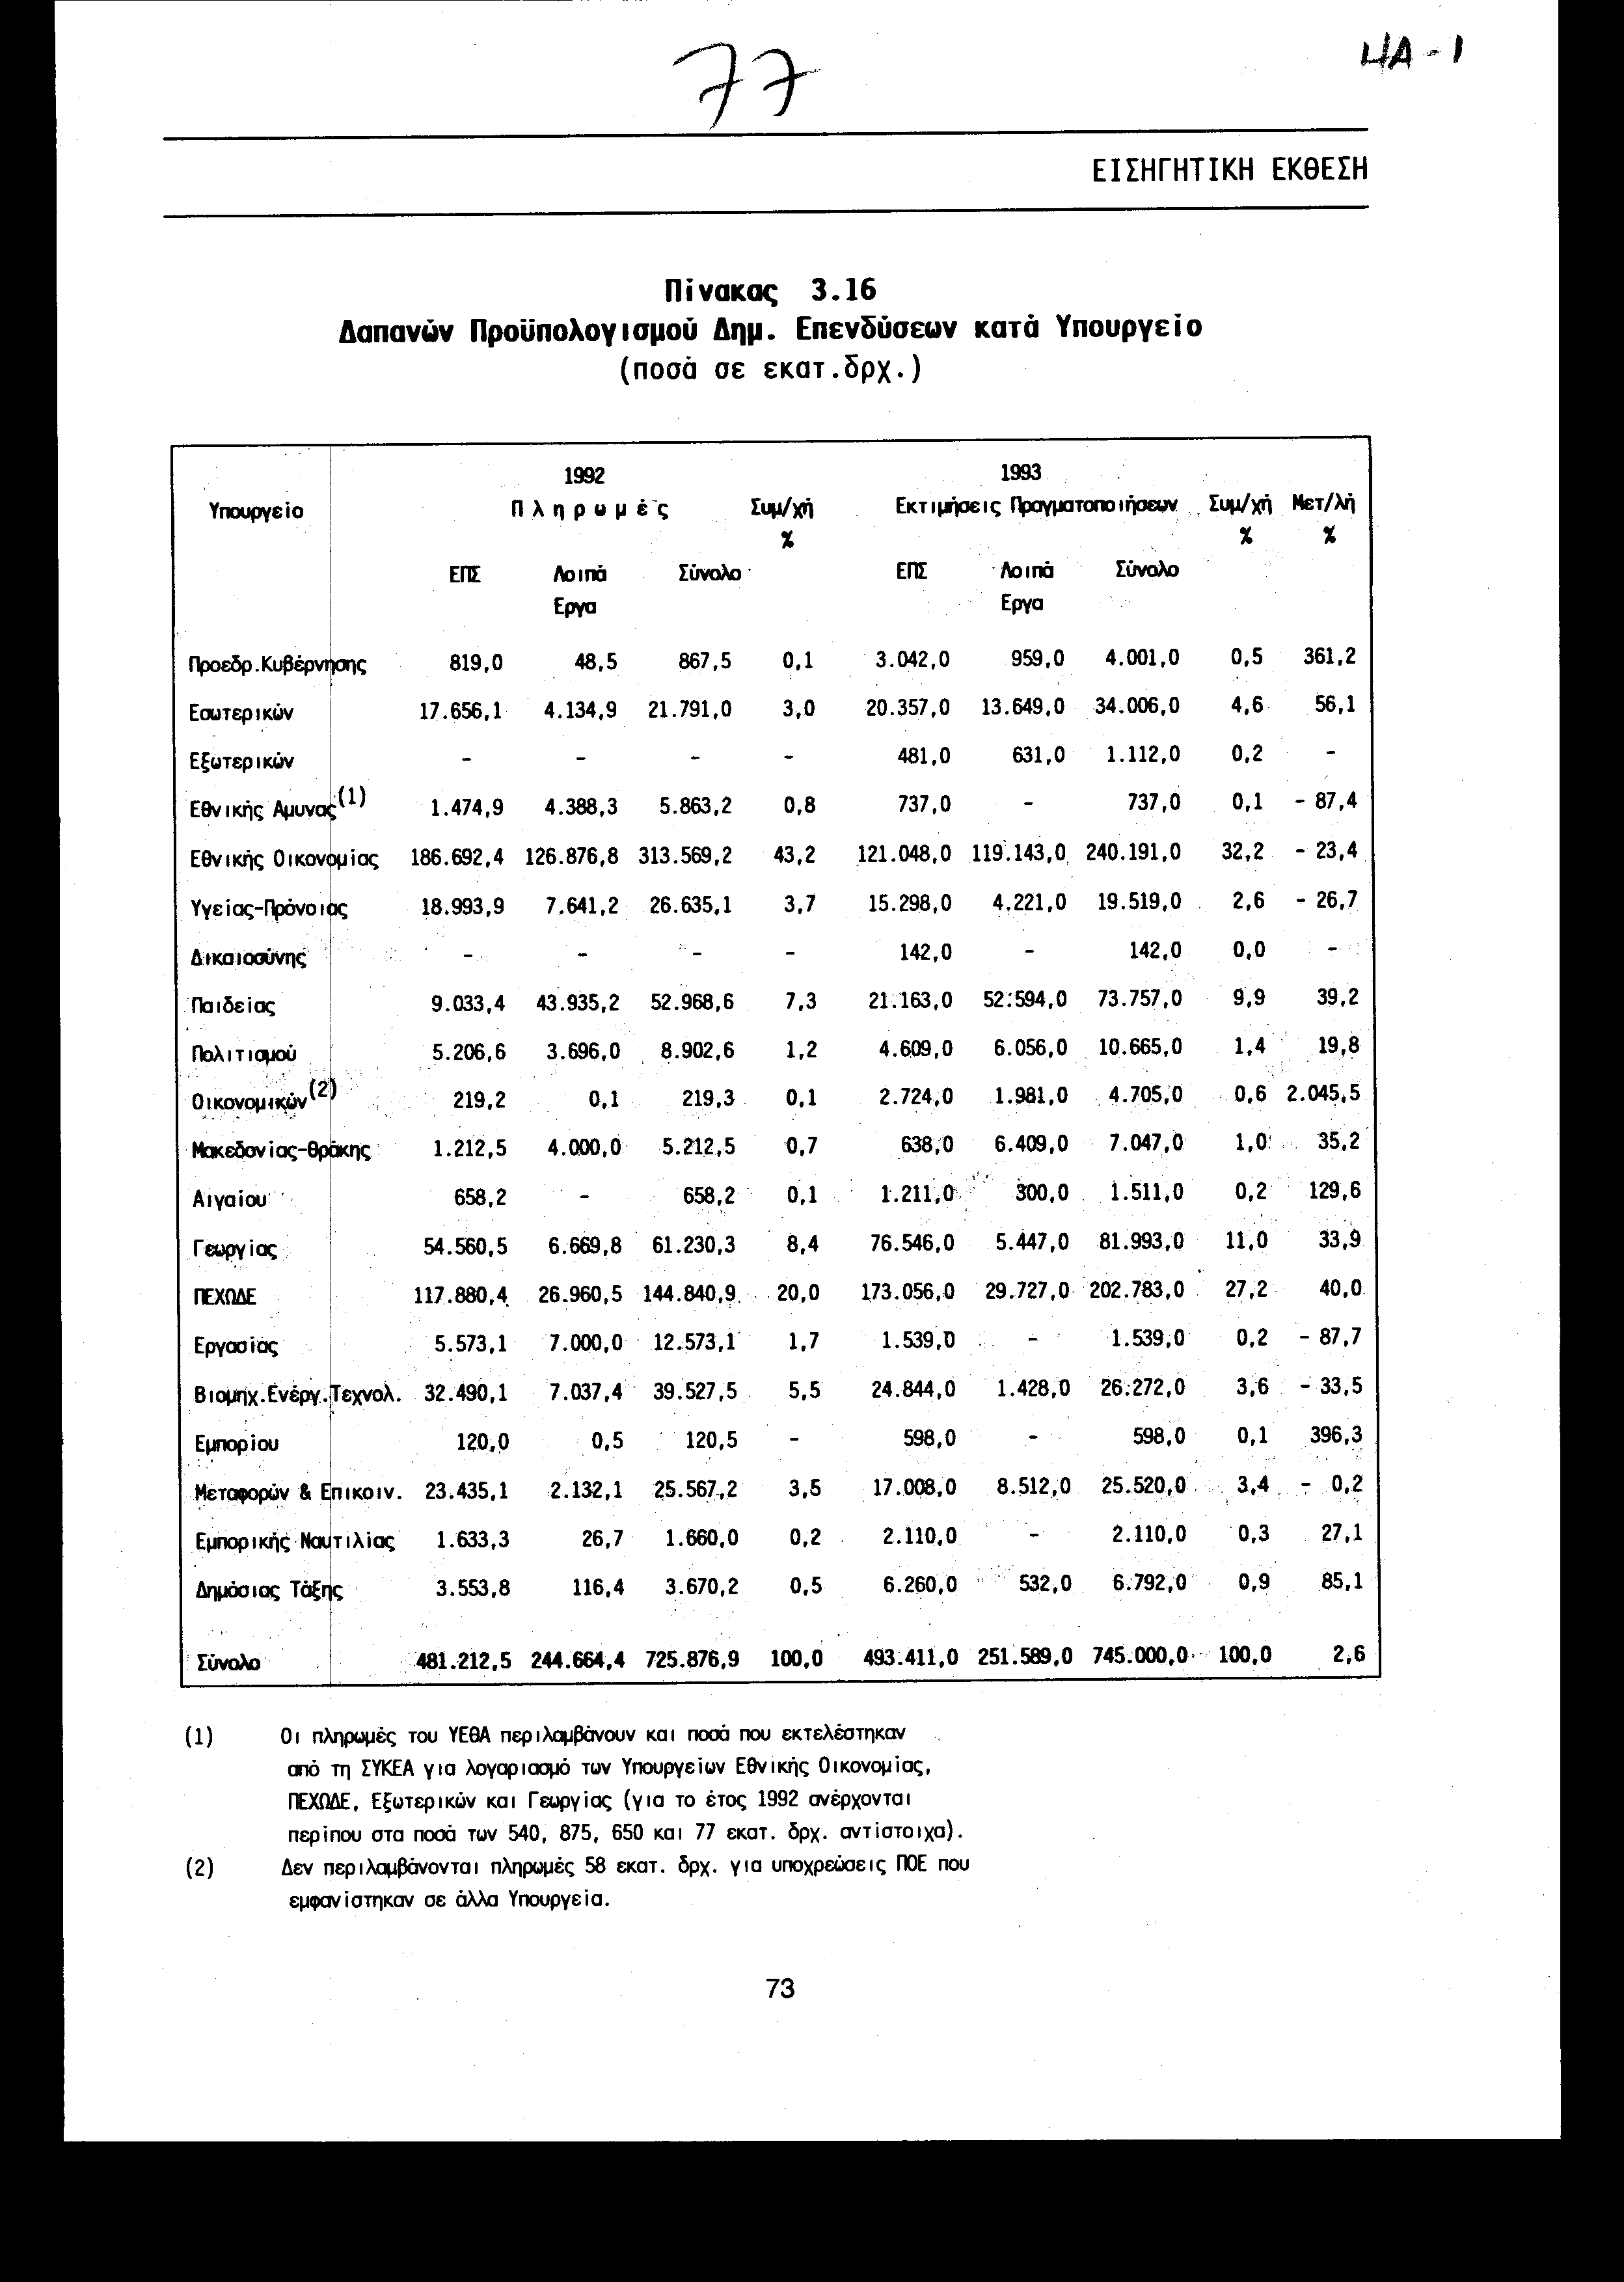 77
4A-1
ΕΙΣΗΓΗΤΙΚΗ ΕΚΘΕΣΗ
Πίνακας 3.16
Δαπανών Προϋπολογισμού Δημ. Επενδύσεων κατά Υπουργείο
(ποσά σε εκατ.δρχ.)
1992 1993
Υπουργείο Πληρωμές Συμ/χή Εκτιμήσεις Πραγματοποιήσεων Συμ/χή Μετ/λή
% % %
ΕΠΣ Λοιπά Σύνολο ΕΠΣ Λοιπά Σύνολο
Εργα Εργα
Προεδρ.Κυβέρνησης 819,0 48,5 867,5 0,1 3.042,0 959,0 4.001,0 0,5 361,2
Εσωτερικών 17.656,1 4.134,9 21.791,0 3,0 20.357,0 13.649,0 34.006,0 4,6 56,1
Εξωτερικών - - - - 481,0 631,0 1.112,0 0,2 -
Εθνικής Αμυνας(1) 1.474,9 4.388,3 5.863,2 0,8 737,0 - 737,0 0,1 - 87,4
Εθνικής Οικονομίας 186.692,4 126.876,8 313.569,2 43,2 121.048,0 119.143,0 240.191,0 32,2 - 23,4
Υγείας-Πρόνοιας 18.993,9 7.641,2 26.635,1 3,7 15.298,0 4.221,0 19.519,0 2,6 - 26,7
Δικαιοσύνης - - - - 142,0 - 142,0 0,0 -
Παιδείας 9.033,4 43.935,2 52.968,6 7,3 21.163,0 52.594,0 73.757,0 9,9 39,2
Πολιτισμού 5.206,6 3.696,0 8.902,6 1,2 4.609,0 6.056,0 10.665,0 1,4 19,8
Οικονομικών(2) 219,2 0,1 219,3 0,1 2.724,0 1.981,0 4.705,0 0,6 2.045,5
Μακεδονίας-Θράκης 1.212,5 4.000,0 5.212,5 0,7 638,0 6.409,0 7.047,0 1,0 35,2
Αιγαίου 658,2 - 658,2 0,1 1.211,0 300,0 1.511,0 0,2 129,6
Γεωργίας 54.560,5 6.669,8 61.230,3 8,4 76.546,0 5.447,0 81.993,0 11,0 33,9
ΠΕΧΩΔΕ 117.880,4 26.960,5 144.840,9 20,0 173.056,0 29.727,0 202.783,0 27,2 40,0
Εργασίας 5.573,1 7.000,0 12.573,1 1,7 1.539,0 - 1.539,0 0,2 - 87,7
Βιομηχ.Ενέργ.Τεχνολ. 32.490,1 7.037,4 39.527,5 5,5 24.844,0 1.428,0 26.272,0 3,6 - 33,5
Εμπορίου 120,0 0,5 120,5 - 598,0 - 598,0 0,1 396,3
Μεταφορών & Επικοιν. 23.435,1 2.132,1 25.567,2 3,5 17.008,0 8.512,0 25.520,0 3,4 - 0,2
Εμπορικής Ναυτιλίας 1.633,3 26,7 1.660,0 0,2 2.110,0 - 2.110,0 0,3 27,1
Δημόσιας Τάξης 3.553,8 116,4 3.670,2 0,5 6.260,0 532,0 6.792,0 0,9 85,1
Σύνολο 481.212,5 244.664,4 725.876,9 100,0 493.411,0 251.589,0 745.000,0 100,0 2,6
(1) Οι πληρωμές του ΥΕΘΑ περιλαμβάνουν και ποσά που εκτελέστηκαν
από τη ΣΥΚΕΑ για λογαριασμό των Υπουργείων Εθνικής Οικονομίας,
ΠΕΧΩΔΕ, Εξωτερικών και Γεωργίας (για το έτος 1992 ανέρχονται
περίπου στα ποσά των 540, 875, 650 και 77 εκατ. δρχ. αντίστοιχα).
(2) Δεν περιλαμβάνονται πληρωμές 58 εκατ. δρχ. για υποχρεώσεις ΠΟΕ που
εμφανίστηκαν σε άλλα Υπουργεία.
73